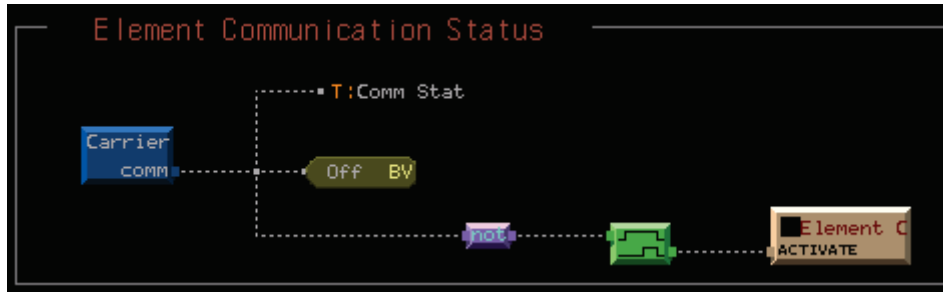 Element Communication Status
T:Comm Stat
Carrier
comm
Off BV
not
Element C
ACTIVATE